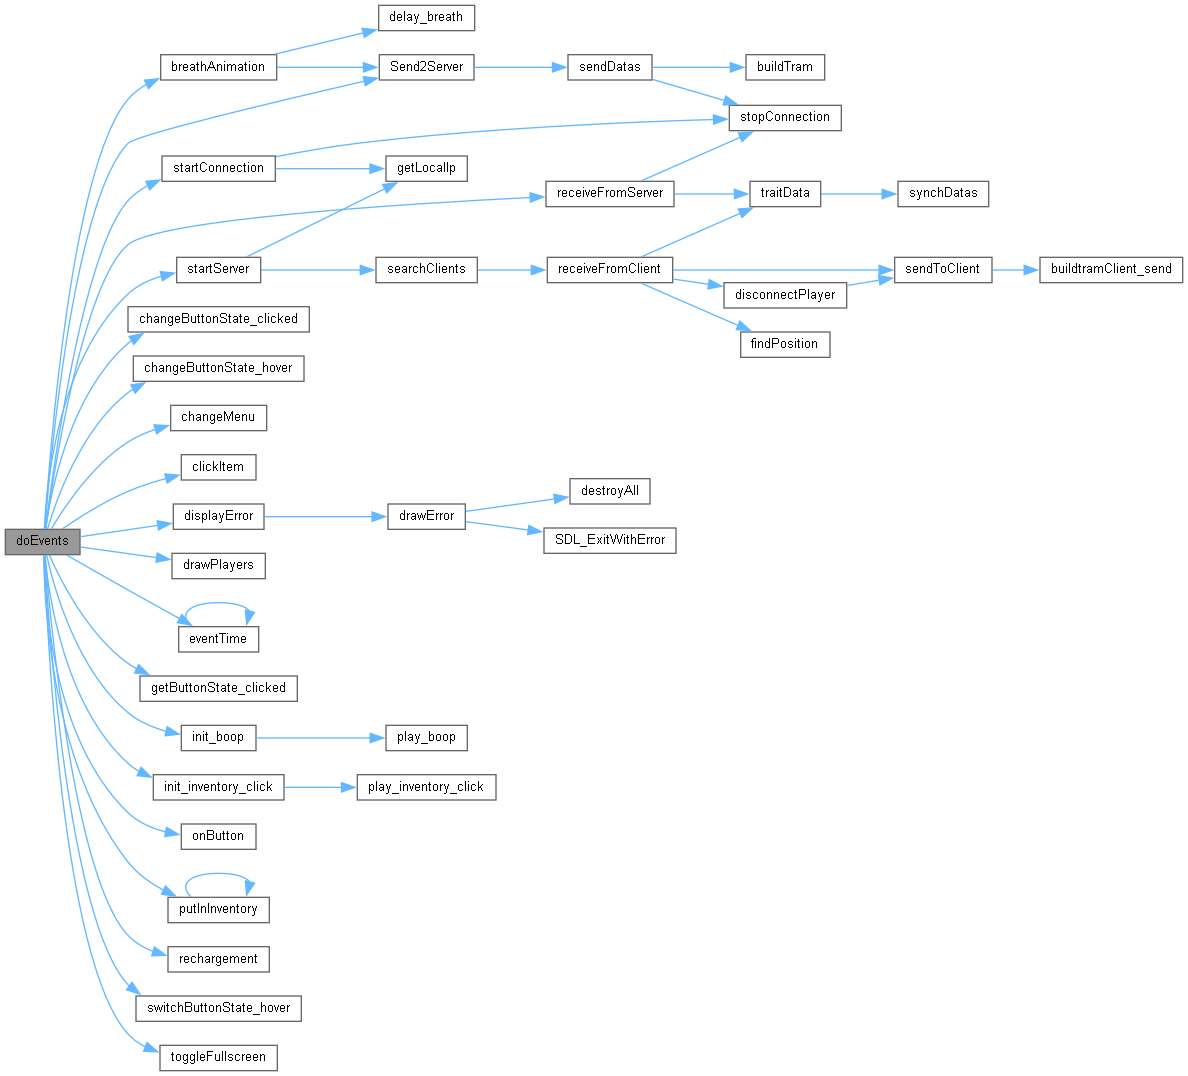 delay_breath
breathAnimation
Send2Server
sendDatas
buildTram
stopConnection
startConnection
getLocalIp
receiveFromServer
traitData
synchDatas
startServer
searchClients
receiveFromClient
sendToClient
buildtramClient_send
disconnectPlayer
changeButtonState_clicked
findPosition
changeButtonState_hover
changeMenu
clickItem
destroyAll
displayError
drawError
SDL_ExitWithError
doEvents
drawPlayers
eventTime
getButtonState_clicked
init_boop
play_boop
init_inventory_click
play_inventory_click
onButton
putInInventory
rechargement
switchButtonState_hover
toggleFullscreen